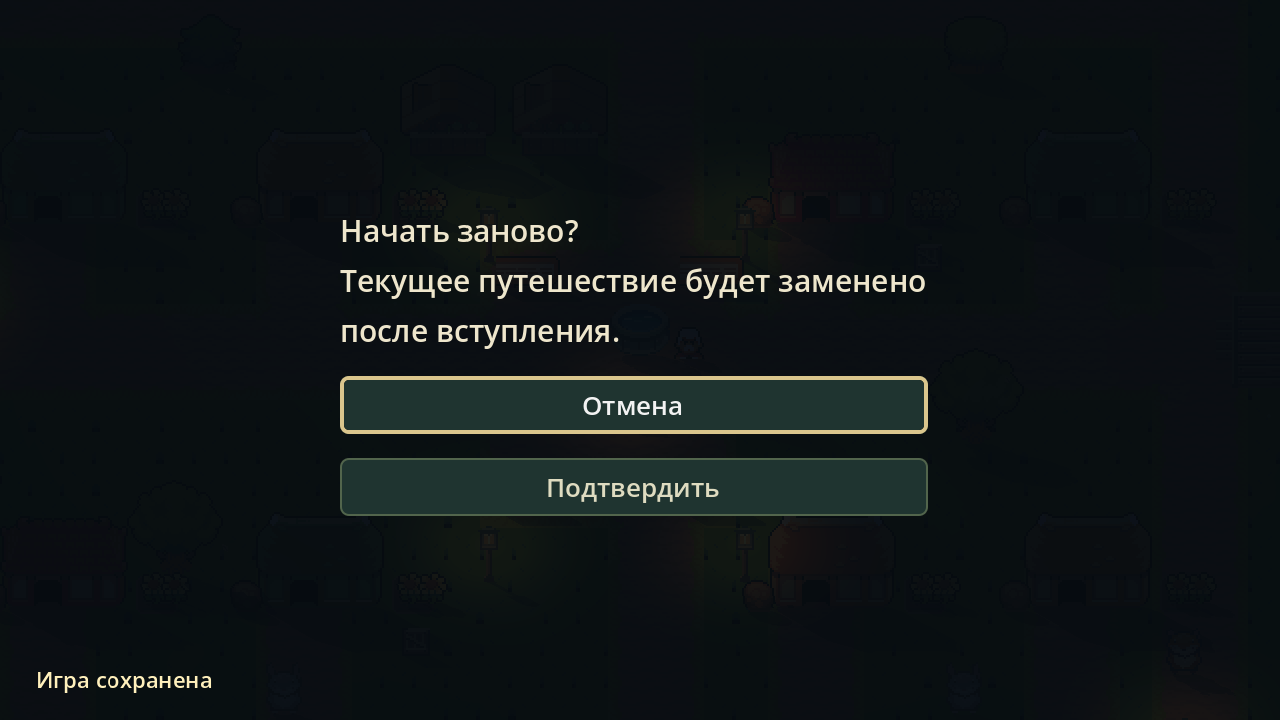 Начать заново?
Текущее путешествие будет заменено
после вступления.
Отмена
Подтвердить
Игра сохранена